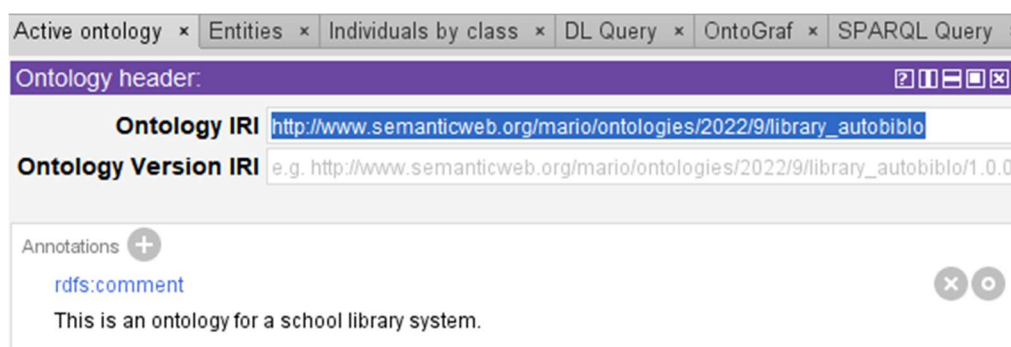 Active ontology × Entities × Individuals by class × DL Query × OntoGraf × SPARQL Query
Ontology header:
Ontology IRI http://www.semanticweb.org/mario/ontologies/2022/9/library_autobiblo
Ontology Version IRI e.g. http://www.semanticweb.org/mario/ontologies/2022/9/library_autobiblo/1.0.0
Annotations
rdfs:comment
This is an ontology for a school library system.